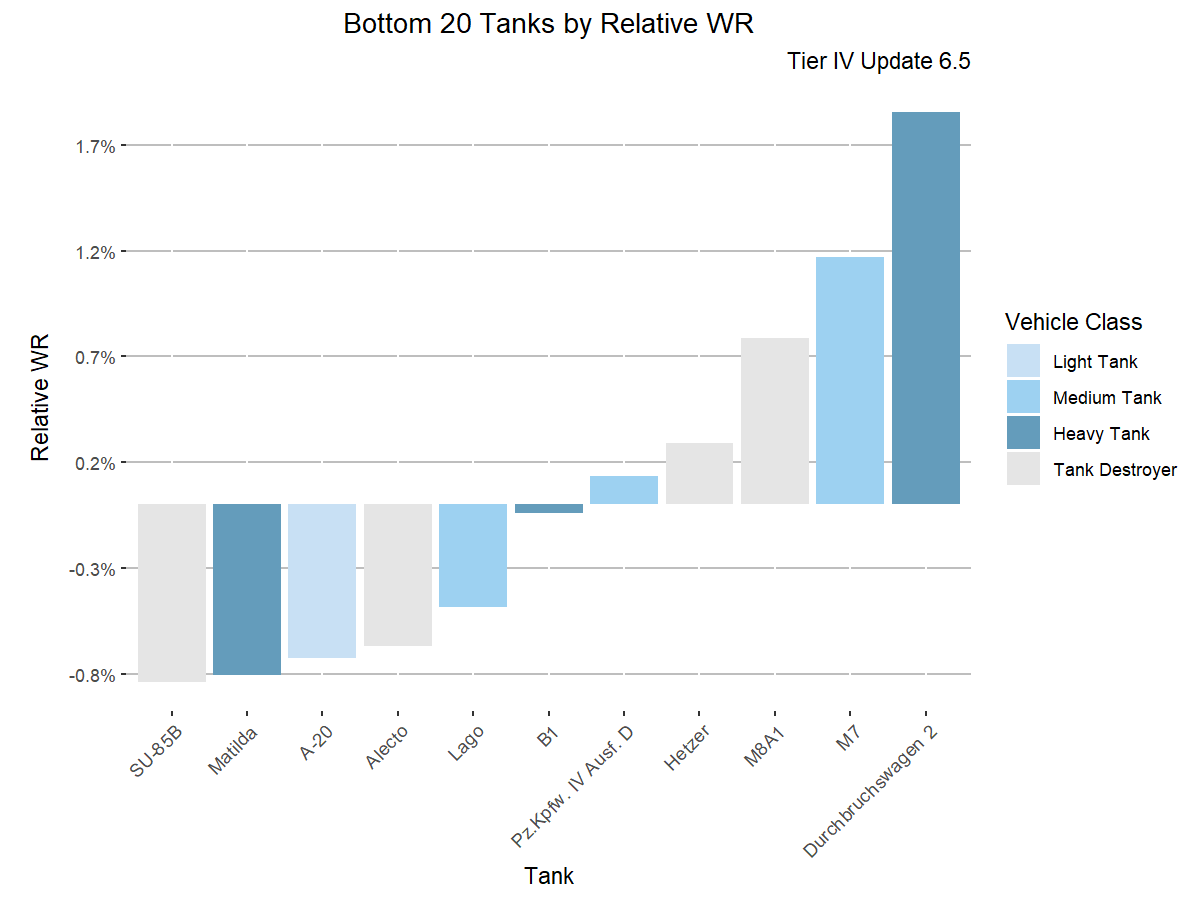 Bottom 20 Tanks by Relative WR
Tier IV Update 6.5
Relative WR
1.7%
1.2%
0.7%
0.2%
-0.3%
-0.8%
SU-85B
Matilda
A-20
Alecto
Lago
B1
Pz.Kpfw. IV Ausf. D
Hetzer
M8A1
M7
Durchbruchswagen 2
Tank
Vehicle Class
Light Tank
Medium Tank
Heavy Tank
Tank Destroyer